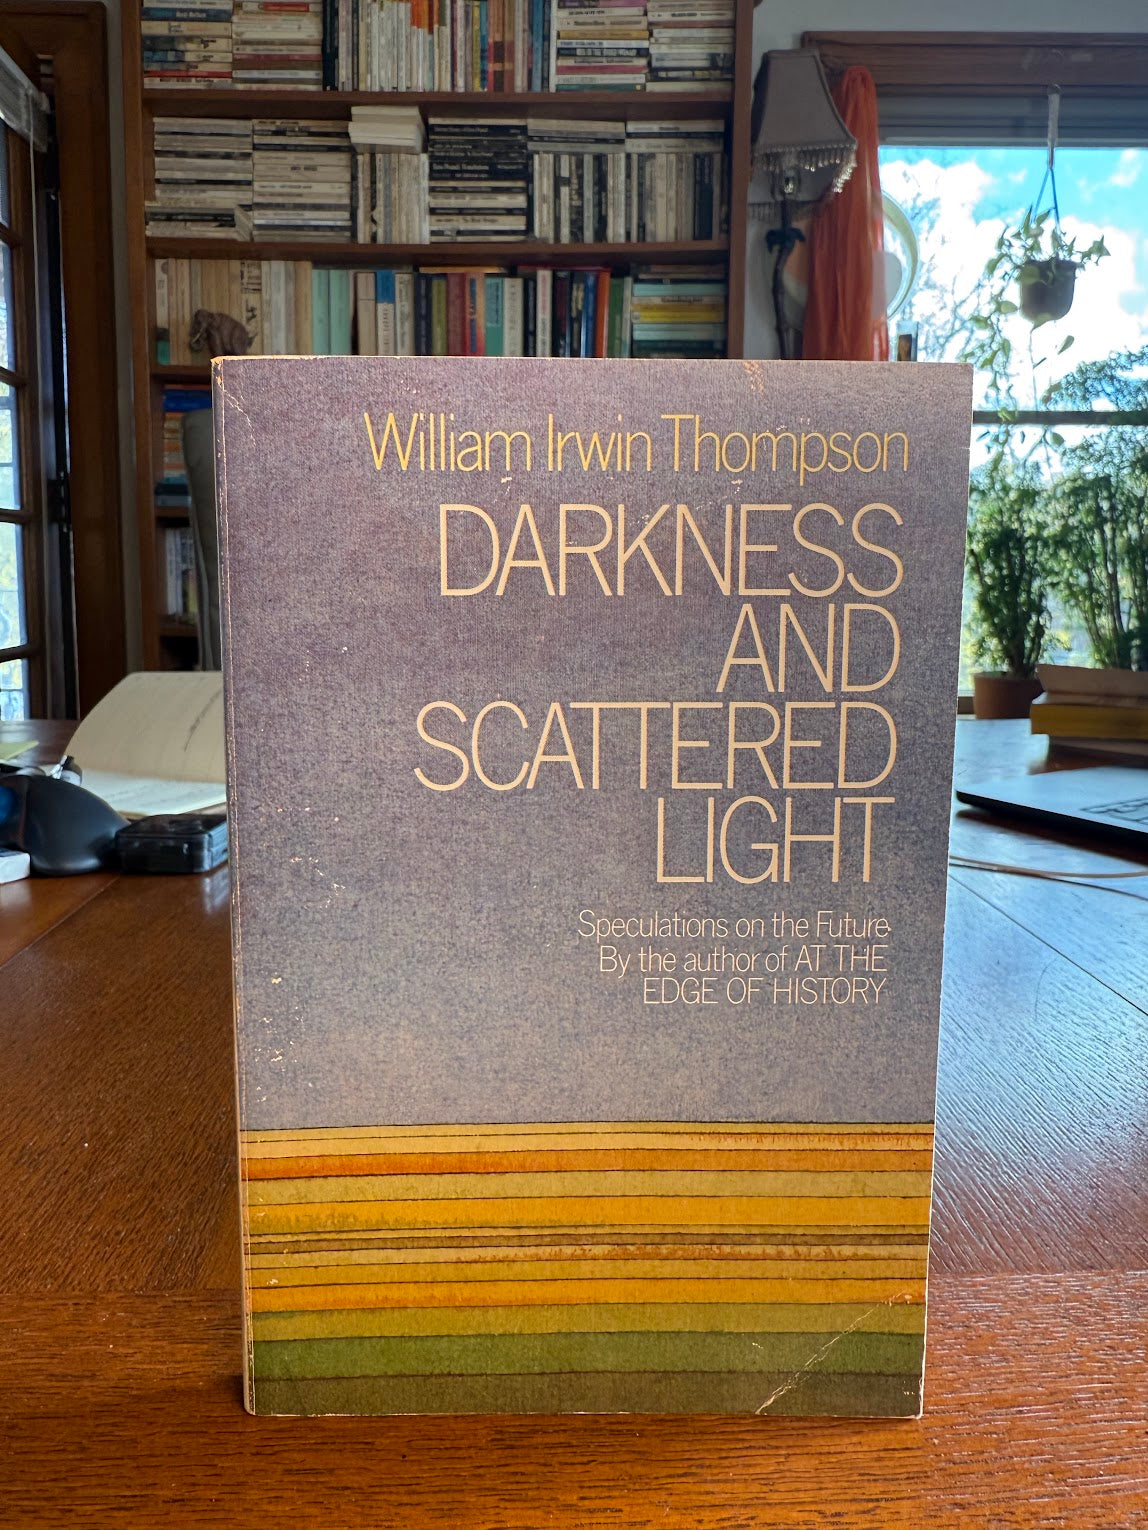 William Irwin Thompson
DARKNESS
AND
SCATTERED
LIGHT
Speculations on the Future
By the author of AT THE
EDGE OF HISTORY